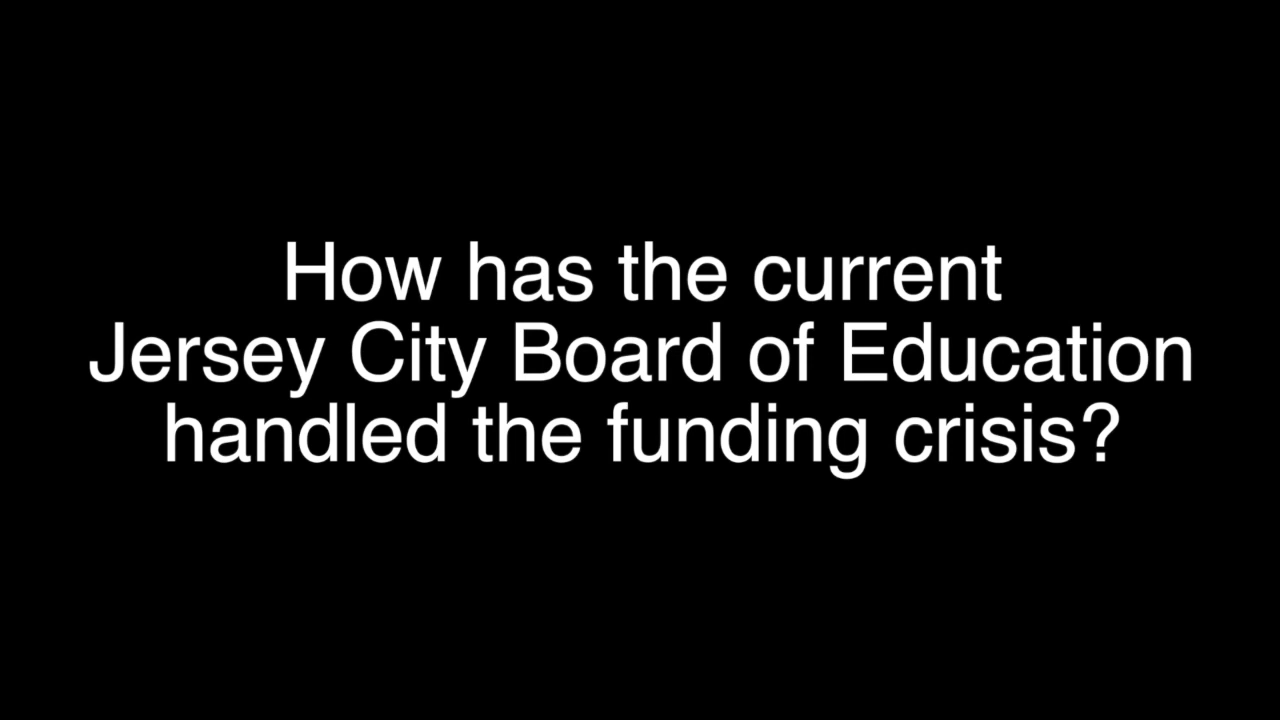 How has the current
Jersey City Board of Education
handled the funding crisis?